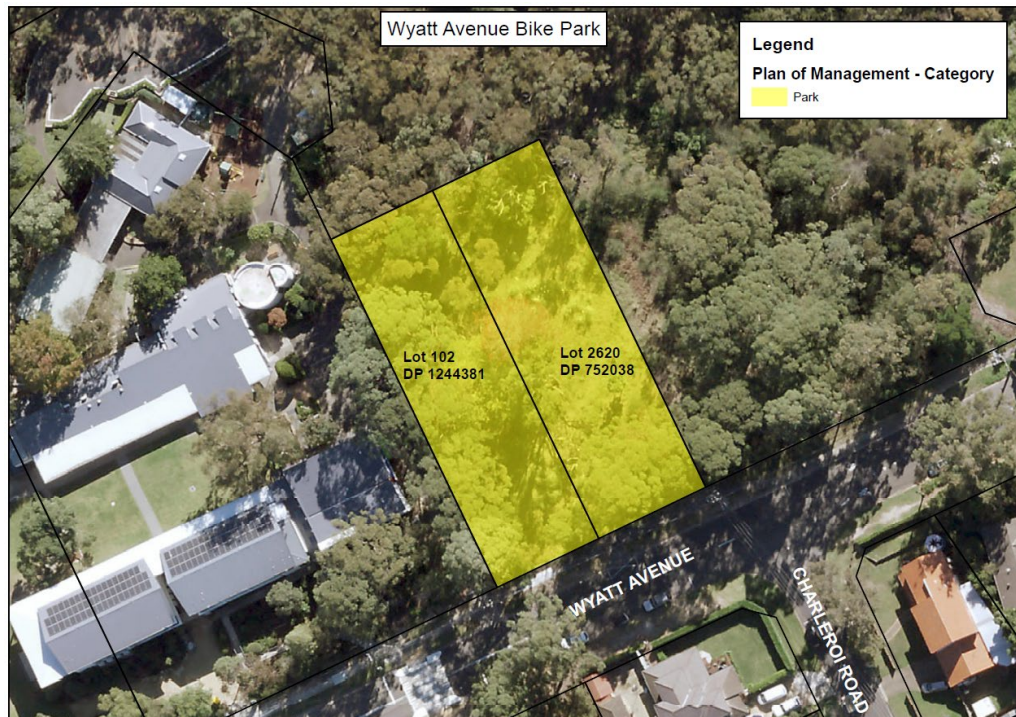 Wyatt Avenue Bike Park
Legend
Plan of Management - Category
Park
Lot 102
DP 1244381
Lot 2620
DP 752038
WYATT AVENUE
CHARLEROI ROAD